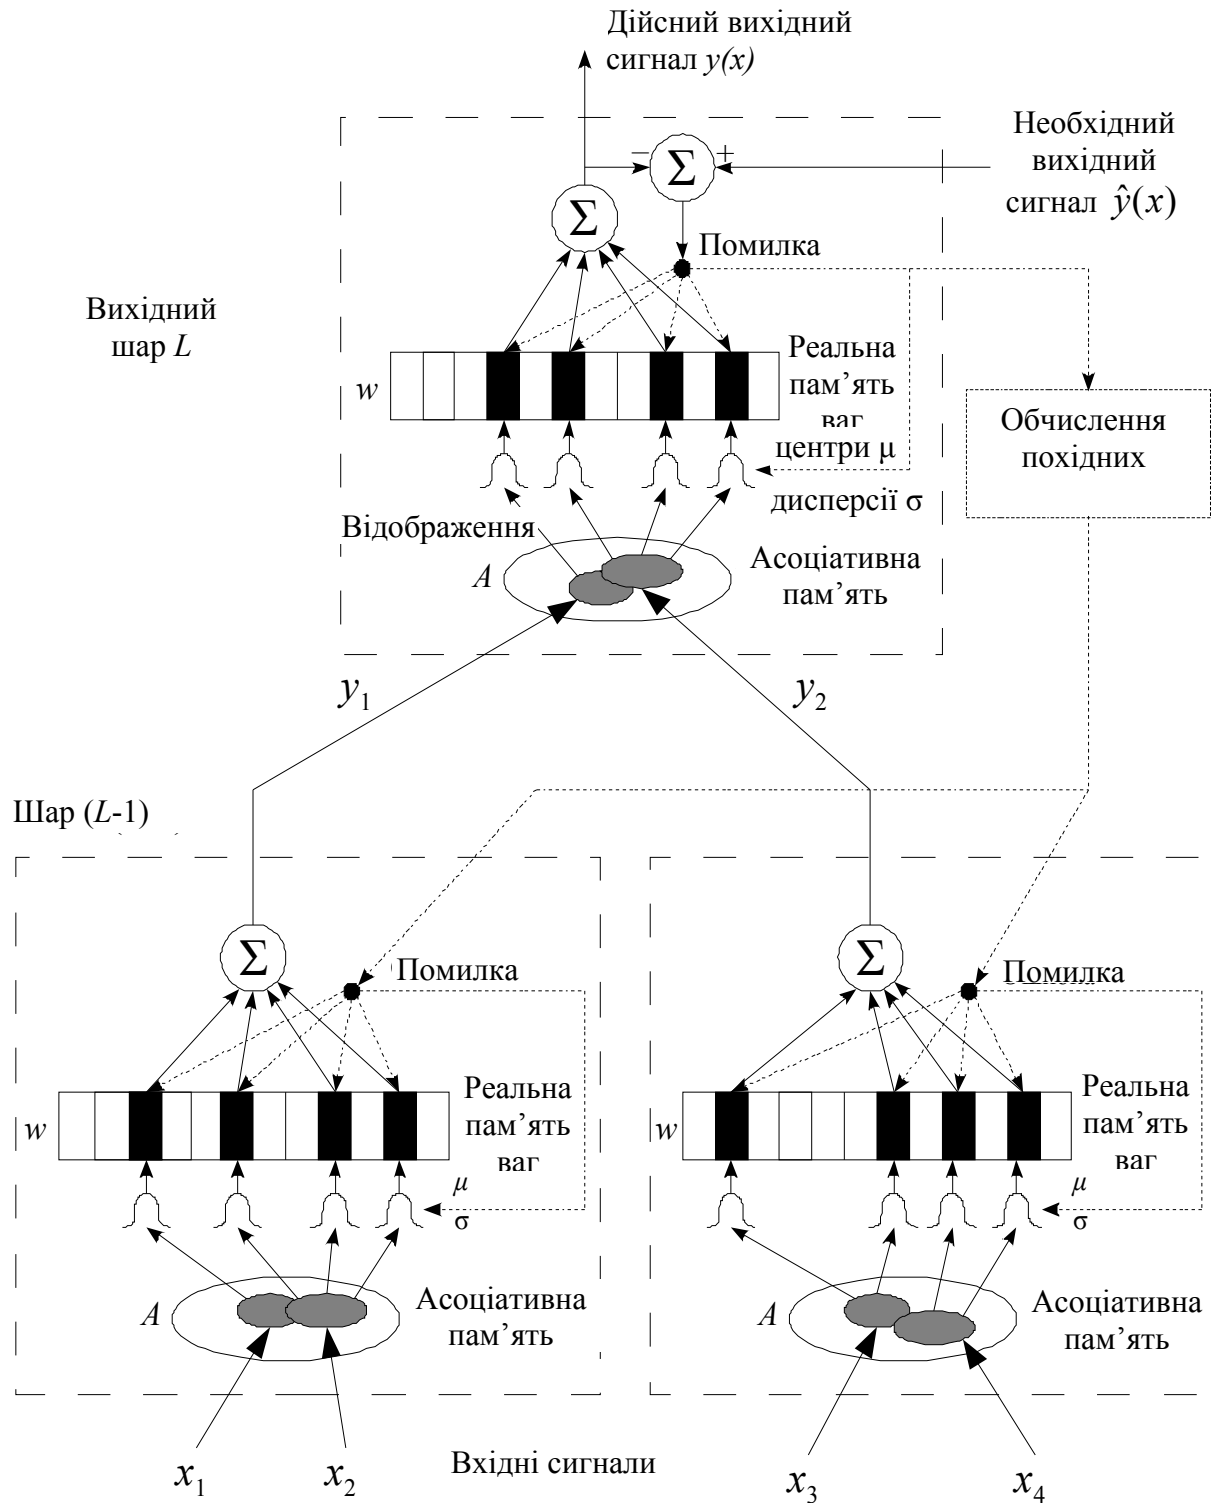 Дійсний вихідний
сигнал y(x)
Необхідний
вихідний
сигнал ŷ(x)
− Σ +
Σ
Помилка
Вихідний
шар L
w
Реальна
пам’ять
ваг
центри μ
дисперсії σ
Обчислення
похідних
Відображення
A
Асоціативна
пам’ять
y₁
y₂
Шар (L-1)
Σ
Помилка
w
Реальна
пам’ять
ваг
μ
σ
A
Асоціативна
пам’ять
x₁
x₂
Σ
Помилка
w
Реальна
пам’ять
ваг
μ
σ
A
Асоціативна
пам’ять
x₃
x₄
Вхідні сигнали